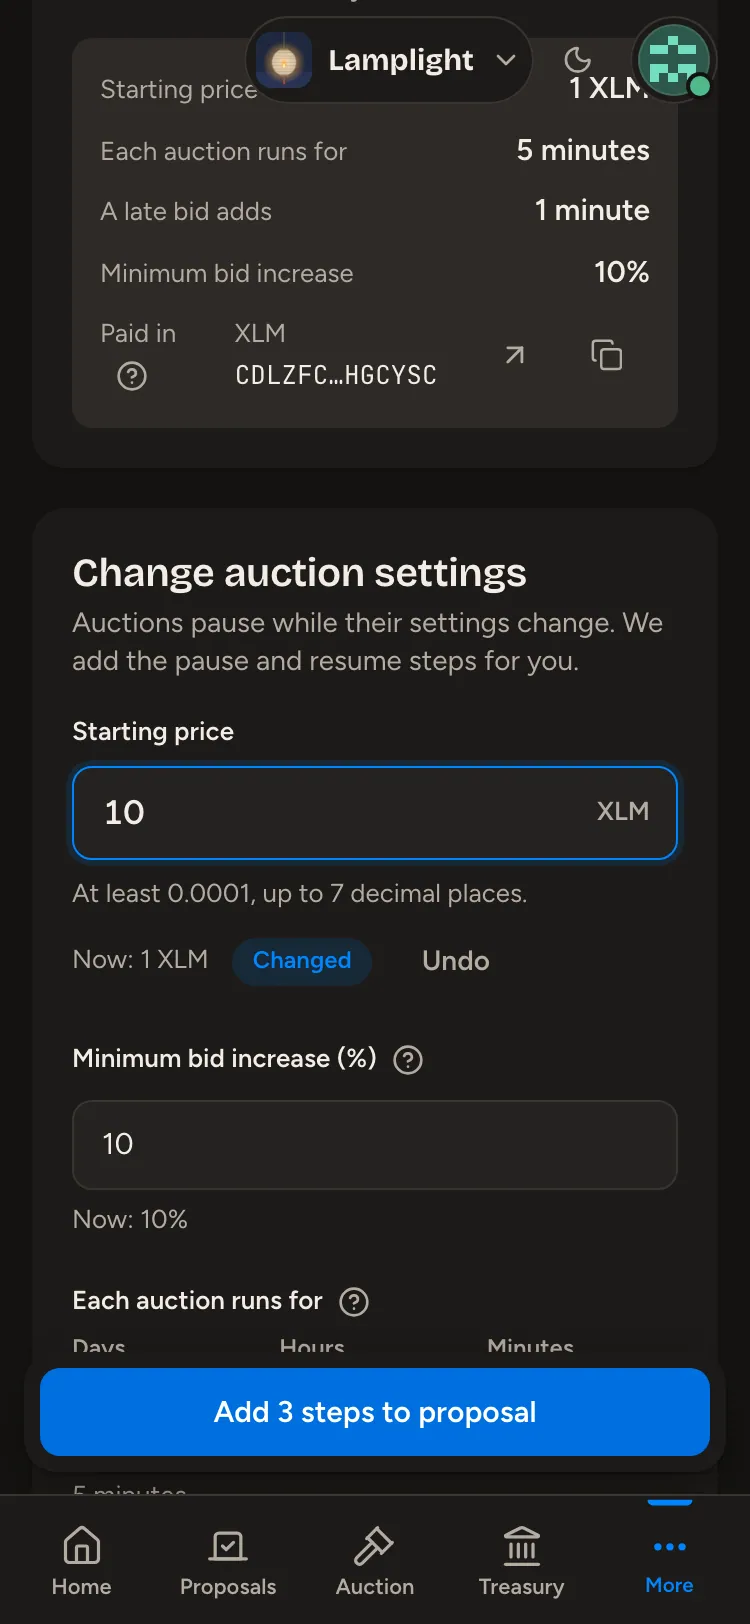 Lamplight
Starting price 1 XLM
Each auction runs for 5 minutes
A late bid adds 1 minute
Minimum bid increase 10%
Paid in XLM
CDLZFC…HGCYSC
Change auction settings
Auctions pause while their settings change. We
add the pause and resume steps for you.
Starting price
10 XLM
At least 0.0001, up to 7 decimal places.
Now: 1 XLM Changed Undo
Minimum bid increase (%)
10
Now: 10%
Each auction runs for
Days Hours Minutes
Add 3 steps to proposal
5 minutes
Home Proposals Auction Treasury More